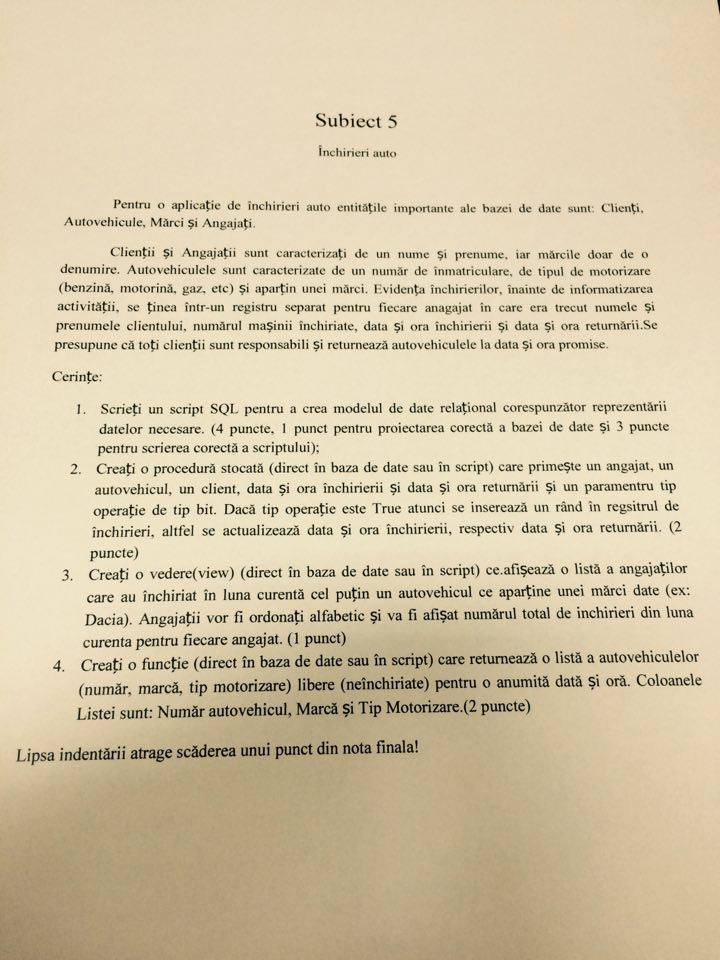 Subiect 5
Închirieri auto
Pentru o aplicație de închirieri auto entitățile importante ale bazei de date sunt: Clienți,
Autovehicule, Mărci și Angajați.
Clienții și Angajații sunt caracterizați de un nume și prenume, iar mărcile doar de o
denumire. Autovehiculele sunt caracterizate de un număr de înmatriculare, de tipul de motorizare
(benzină, motorină, gaz, etc) și aparțin unei mărci. Evidența închirierilor, înainte de informatizarea
activității, se ținea într-un registru separat pentru fiecare anagajat în care era trecut numele și
prenumele clientului, numărul mașinii închiriate, data și ora închirierii și data și ora returnării.Se
presupune că toți clienții sunt responsabili și returnează autovehiculele la data și ora promise.
Cerințe:
1. Scrieți un script SQL pentru a crea modelul de date relațional corespunzător reprezentării
datelor necesare. (4 puncte, 1 punct pentru proiectarea corectă a bazei de date și 3 puncte
pentru scrierea corectă a scriptului);
2. Creați o procedură stocată (direct în baza de date sau în script) care primește un angajat, un
autovehicul, un client, data și ora închirierii și data și ora returnării și un paramentru tip
operație de tip bit. Dacă tip operație este True atunci se inserează un rând în regsitrul de
închirieri, altfel se actualizează data și ora închirierii, respectiv data și ora returnării. (2
puncte)
3. Creați o vedere(view) (direct în baza de date sau în script) ce.afișează o listă a angajaților
care au închiriat în luna curentă cel puțin un autovehicul ce aparține unei mărci date (ex:
Dacia). Angajații vor fi ordonați alfabetic și va fi afișat numărul total de inchirieri din luna
curenta pentru fiecare angajat. (1 punct)
4. Creați o funcție (direct în baza de date sau în script) care returnează o listă a autovehiculelor
(număr, marcă, tip motorizare) libere (neînchiriate) pentru o anumită dată și oră. Coloanele
Listei sunt: Număr autovehicul, Marcă și Tip Motorizare.(2 puncte)
Lipsa indentării atrage scăderea unui punct din nota finala!